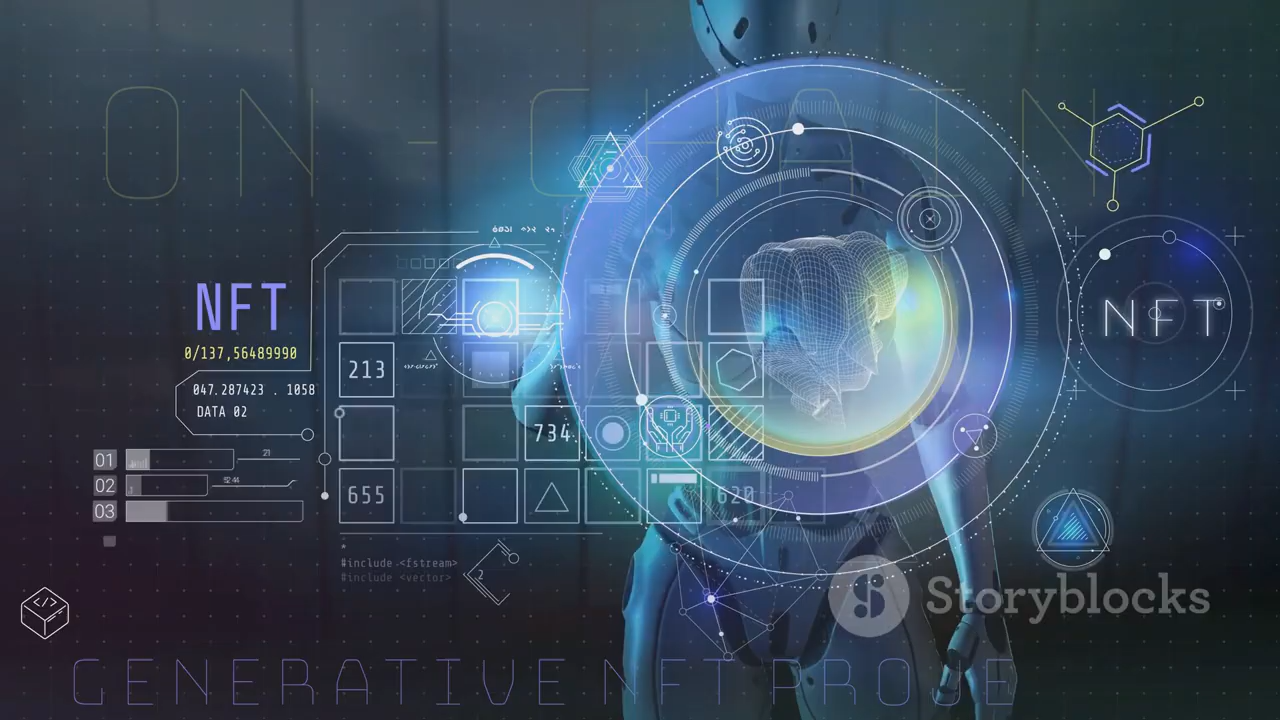 ON-CHAIN
NFT
0/137,56489990
047.287423 . 1058
DATA 02
213
734
655
620
01
02
03
#include <fstream>
#include <vector>
2
NFT
Storyblocks
GENERATIVE NFT PROJE